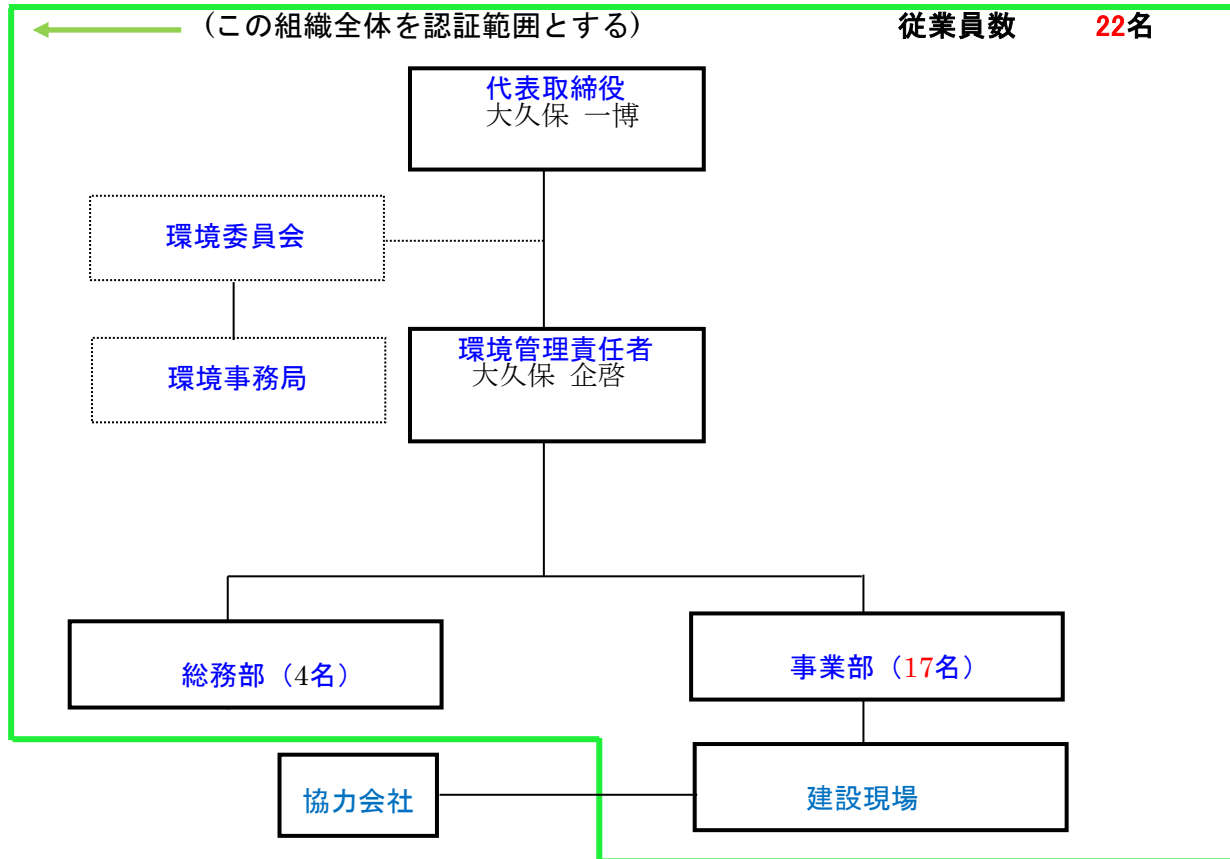 (この組織全体を認証範囲とする) 従業員数 22名
代表取締役
大久保 一博
環境委員会
環境管理責任者
大久保 企啓
環境事務局
総務部（4名）
事業部（17名）
協力会社
建設現場